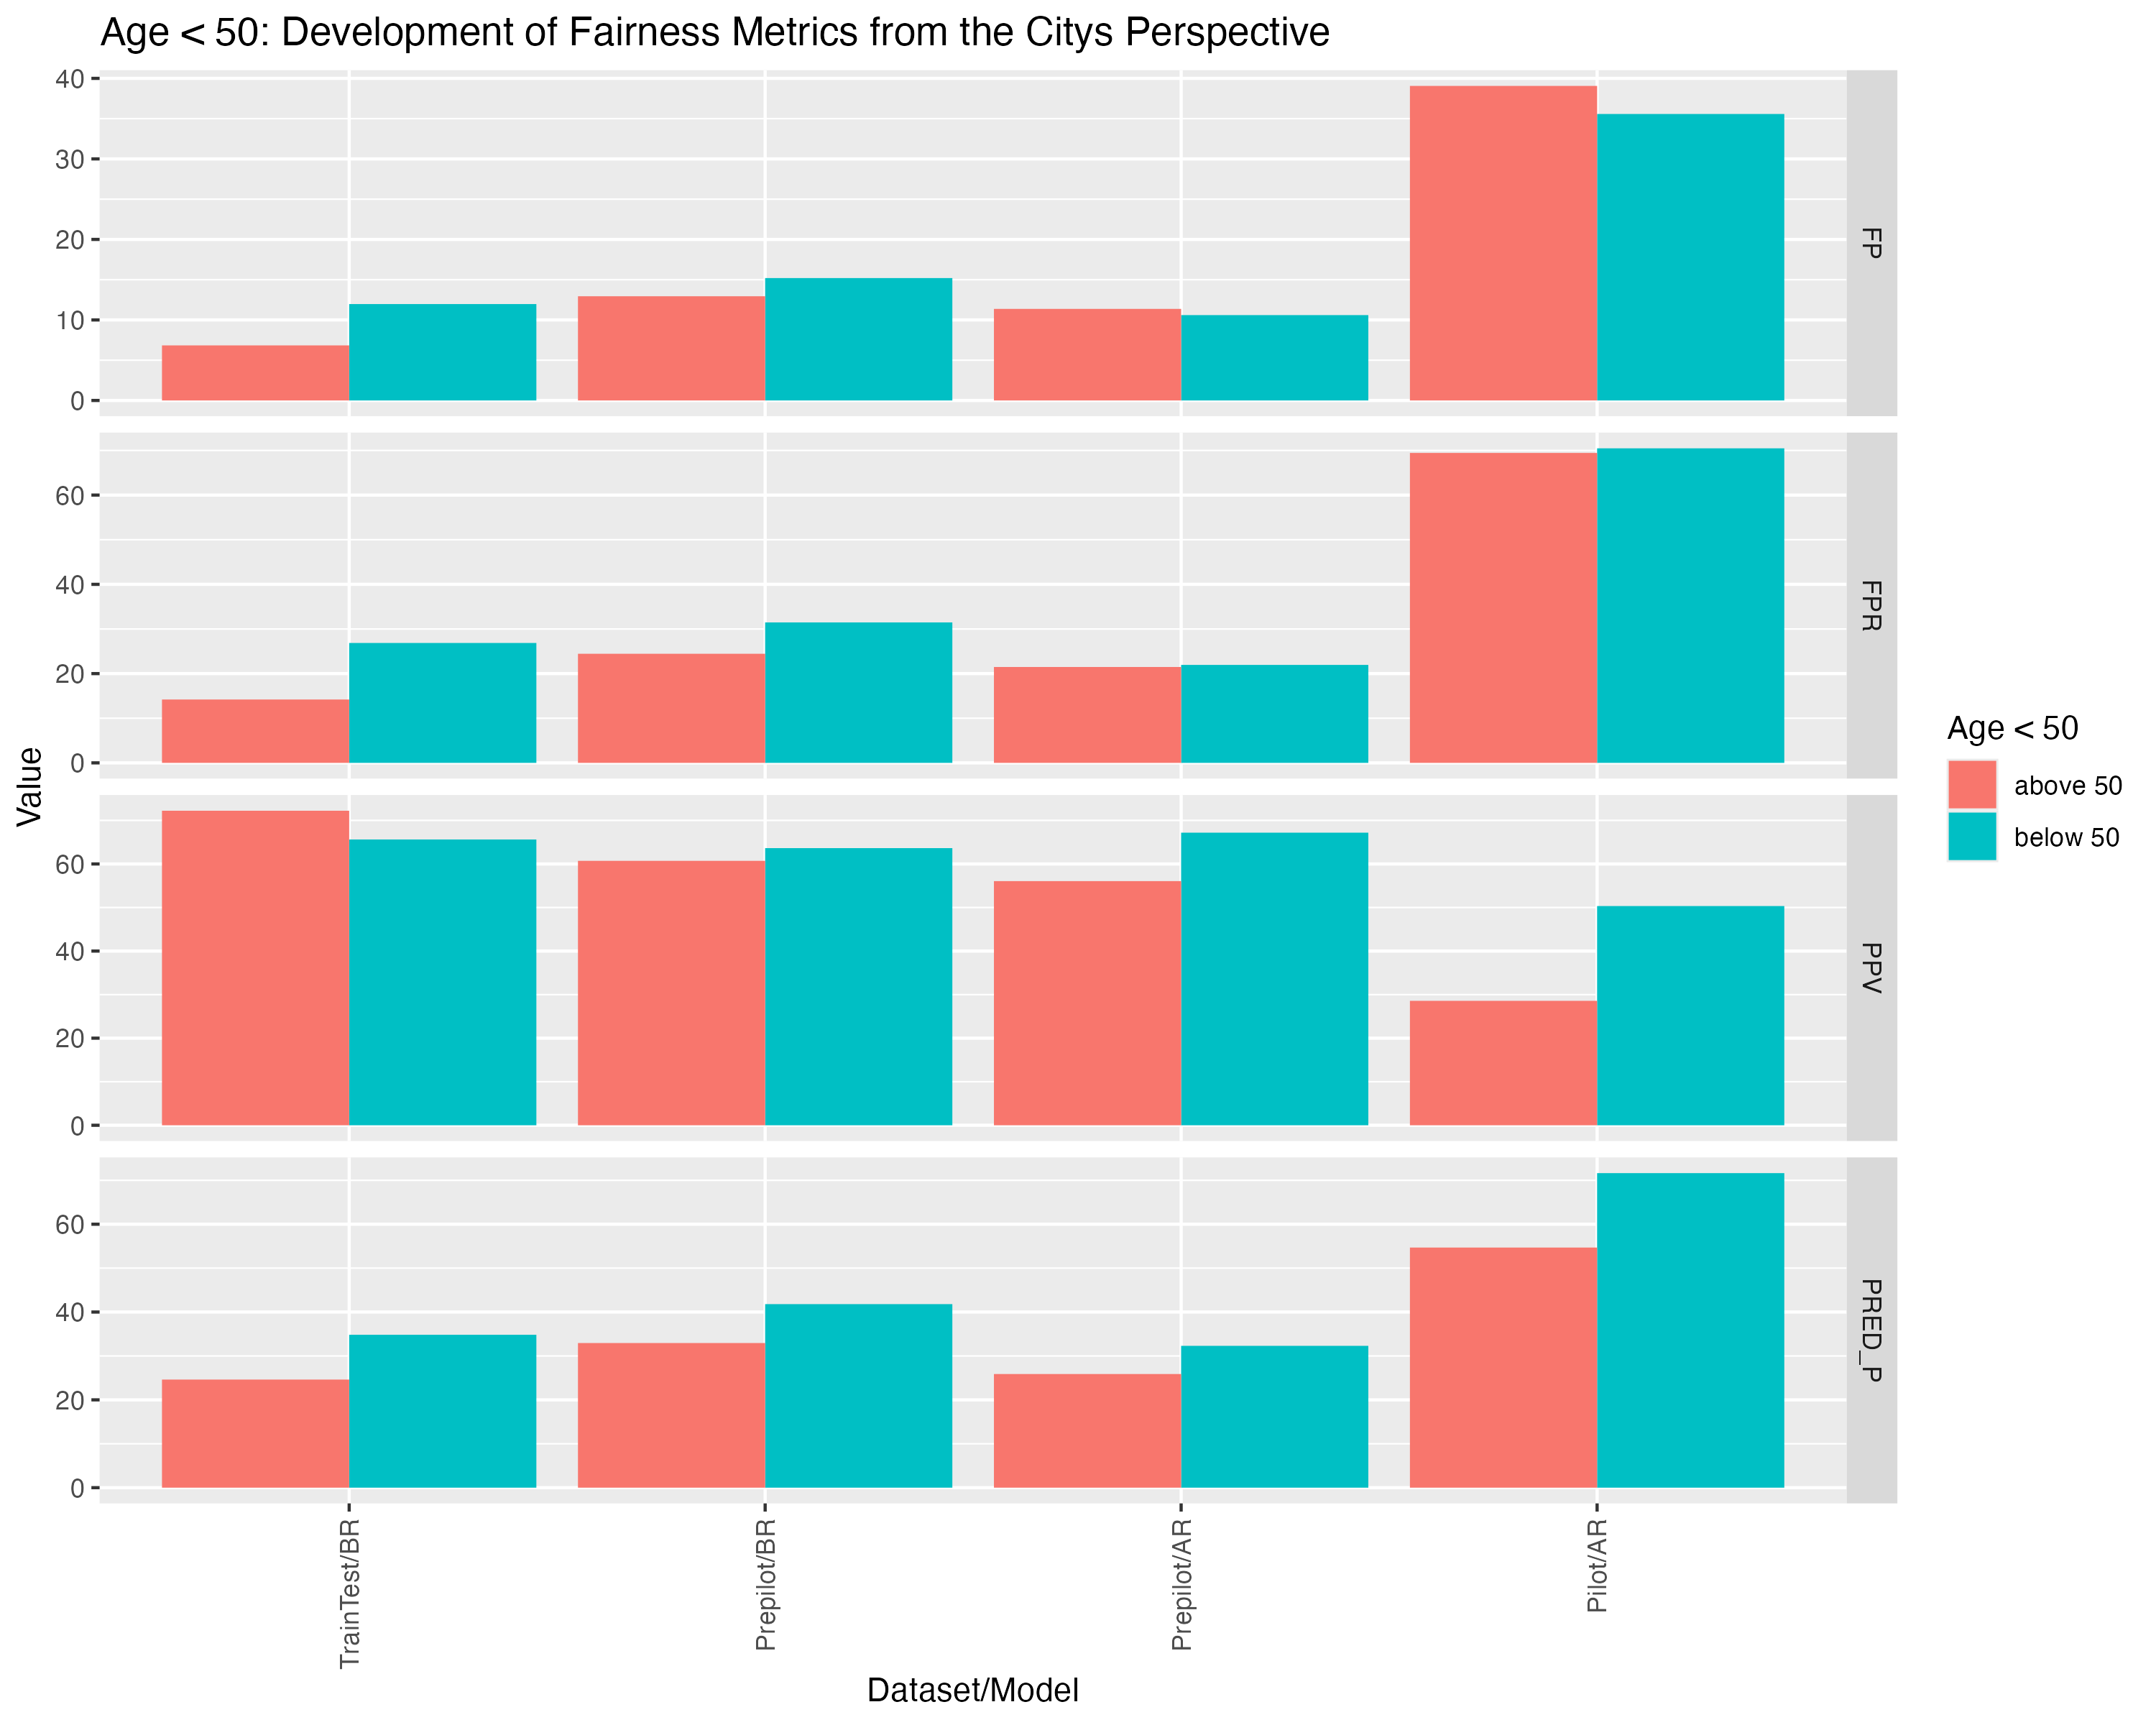 Age < 50: Development of Fairness Metrics from the Citys Perspective
40
30
20
10
0
FP
60
40
20
0
FPR
60
40
20
0
PPV
60
40
20
0
PRED_P
Value
TrainTest/BR
Prepilot/BR
Prepilot/AR
Pilot/AR
Dataset/Model
Age < 50
above 50
below 50